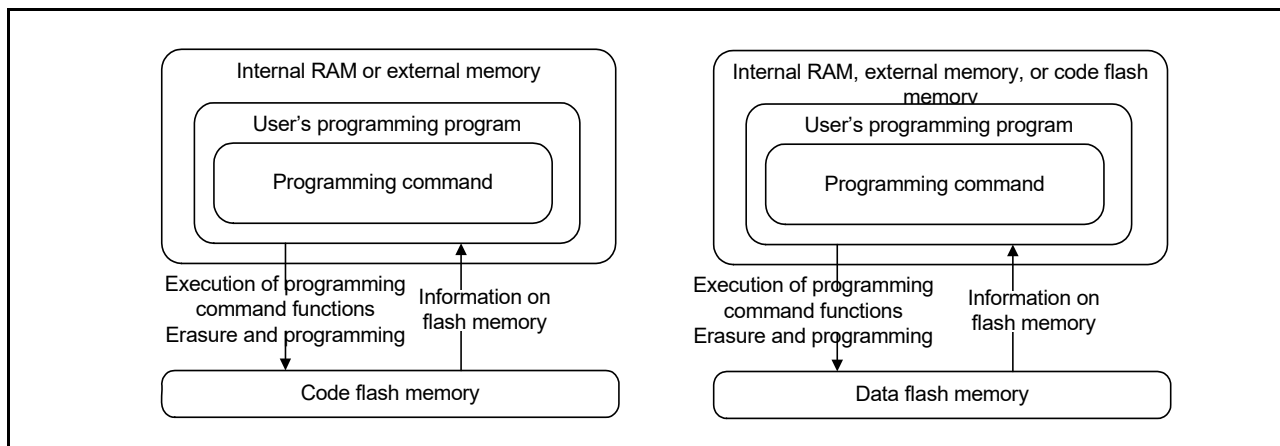 Internal RAM or external memory
User's programming program
Programming command
Execution of programming
command functions
Erasure and programming
Information on
flash memory
Code flash memory
Internal RAM, external memory, or code flash
memory
User's programming program
Programming command
Execution of programming
command functions
Erasure and programming
Information on
flash memory
Data flash memory